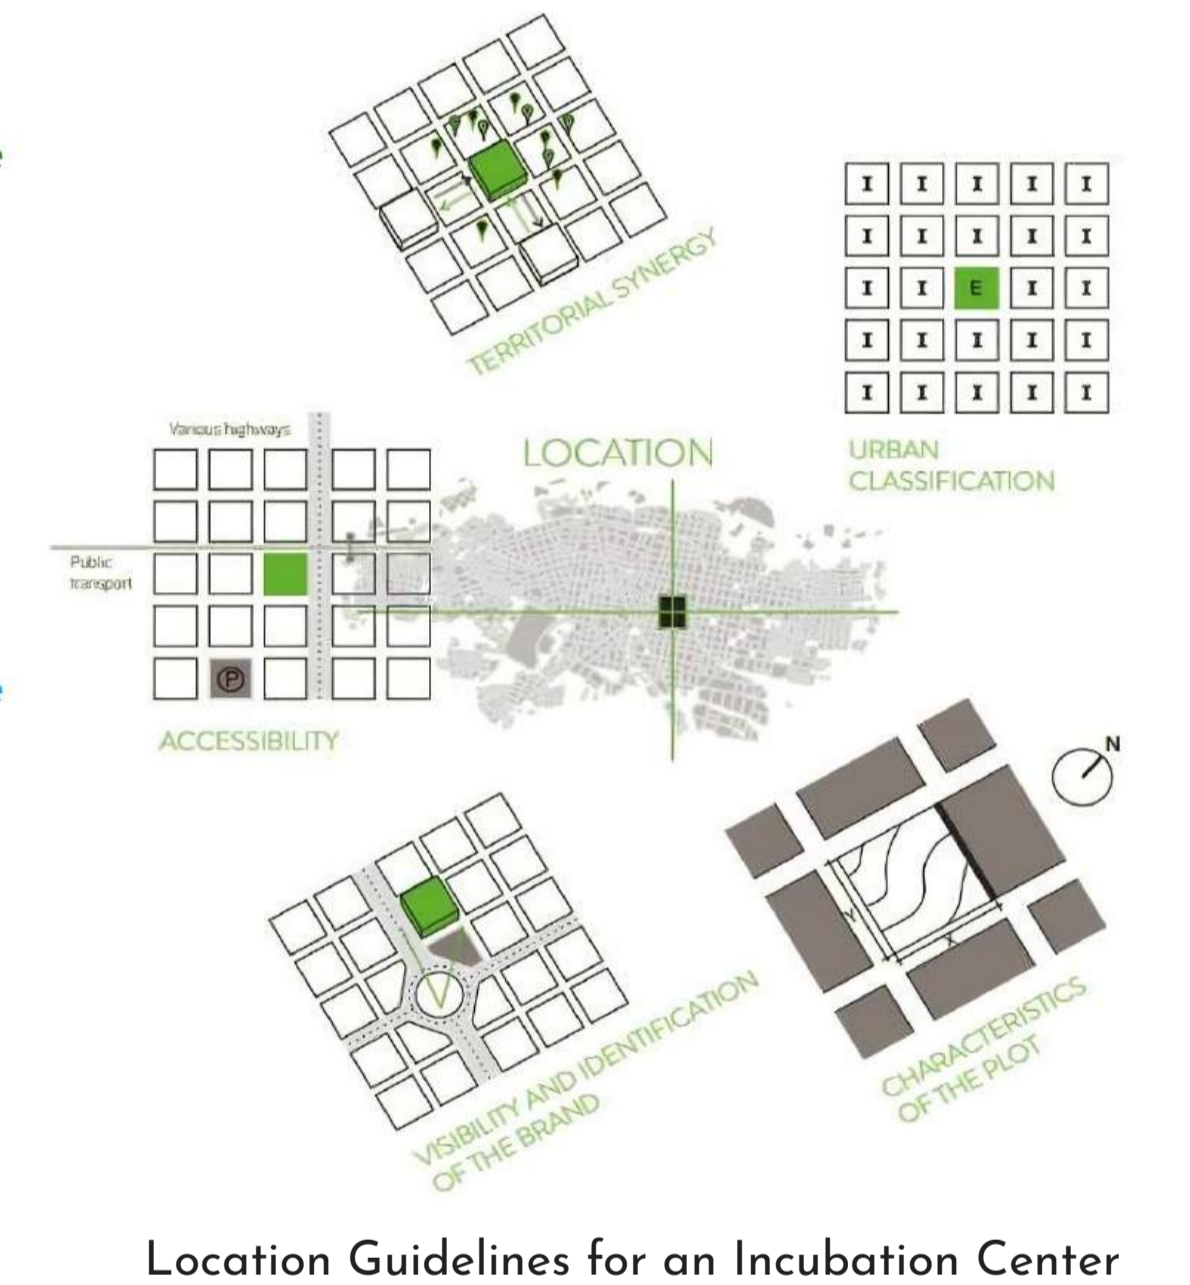 TERRITORIAL SYNERGY
I I I I I
I I I I I
I I E I I
I I I I I
I I I I I
URBAN
CLASSIFICATION
Various highways
LOCATION
Public
transport
P
ACCESSIBILITY
N
Y
X
CHARACTERISTICS
OF THE PLOT
VISIBILITY AND IDENTIFICATION
OF THE BRAND
Location Guidelines for an Incubation Center